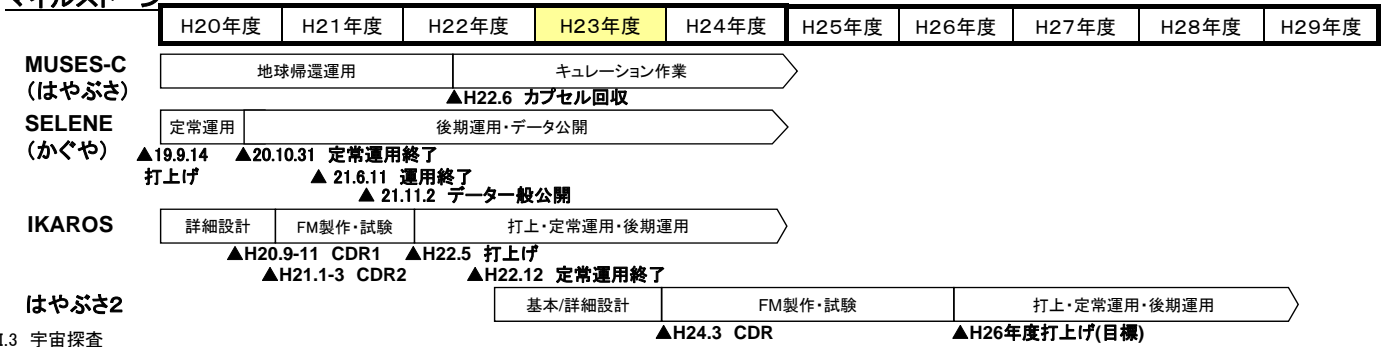 マイルストーン
H20年度 H21年度 H22年度 H23年度 H24年度 H25年度 H26年度 H27年度 H28年度 H29年度
MUSES-C
(はやぶさ)
地球帰還運用 キュレーション作業
▲H22.6 カプセル回収
SELENE
(かぐや)
定常運用 後期運用・データ公開
▲19.9.14
打上げ
▲20.10.31 定常運用終了
▲ 21.6.11 運用終了
▲ 21.11.2 データ一般公開
IKAROS
詳細設計 FM製作・試験 打上・定常運用・後期運用
▲H20.9-11 CDR1 ▲H22.5 打上げ
▲H21.1-3 CDR2 ▲H22.12 定常運用終了
はやぶさ2
基本/詳細設計 FM製作・試験 打上・定常運用・後期運用
▲H24.3 CDR ▲H26年度打上げ(目標)
I.3 宇宙探査